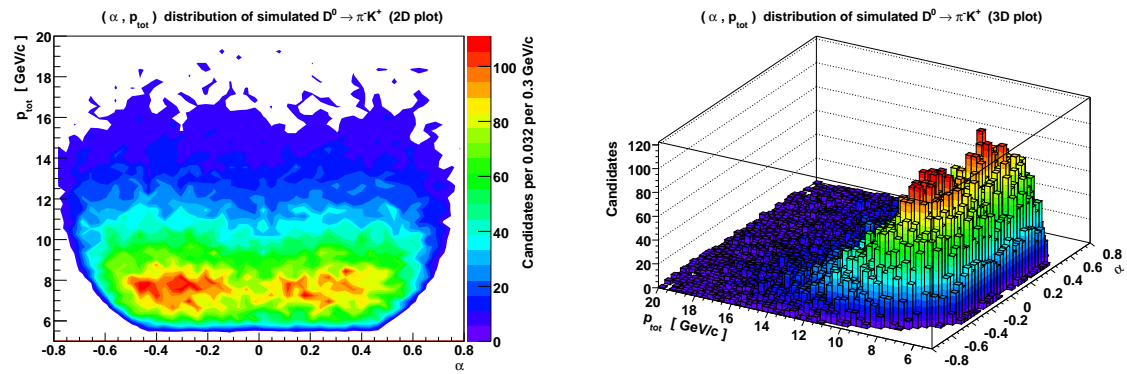 ( α , p_tot ) distribution of simulated D⁰ → π⁻K⁺ (2D plot)
p_tot [ GeV/c ]
20
18
16
14
12
10
8
6
-0.8 -0.6 -0.4 -0.2 0 0.2 0.4 0.6 0.8
α
100
80
60
40
20
0
Candidates per 0.032 per 0.3 GeV/c
( α , p_tot ) distribution of simulated D⁰ → π⁻K⁺ (3D plot)
Candidates
120
100
80
60
40
20
0
20 18 16 14 12 10 8 6
p_tot [ GeV/c ]
-0.8 -0.6 -0.4 -0.2 0 0.2 0.4 0.6 0.8
α